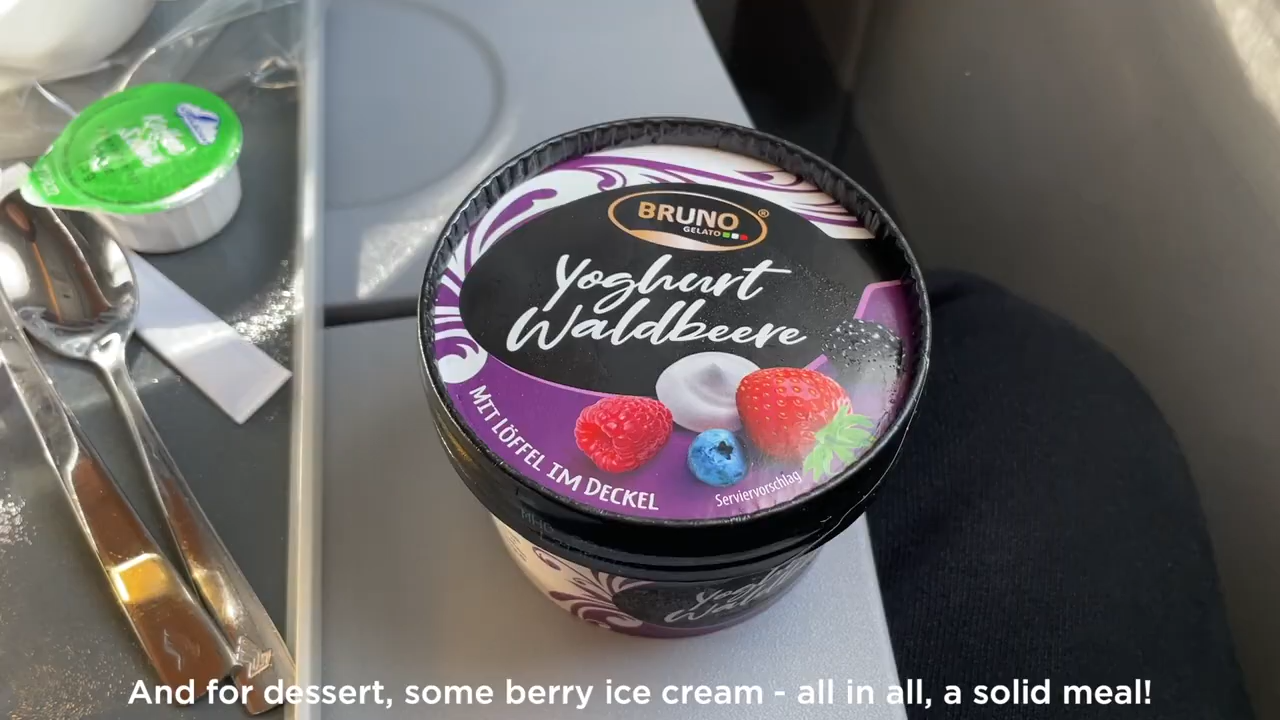 BRUNO
GELATO
Yoghurt
Waldbeere
MIT LÖFFEL IM DECKEL
Serviervorschlag
And for dessert, some berry ice cream - all in all, a solid meal!